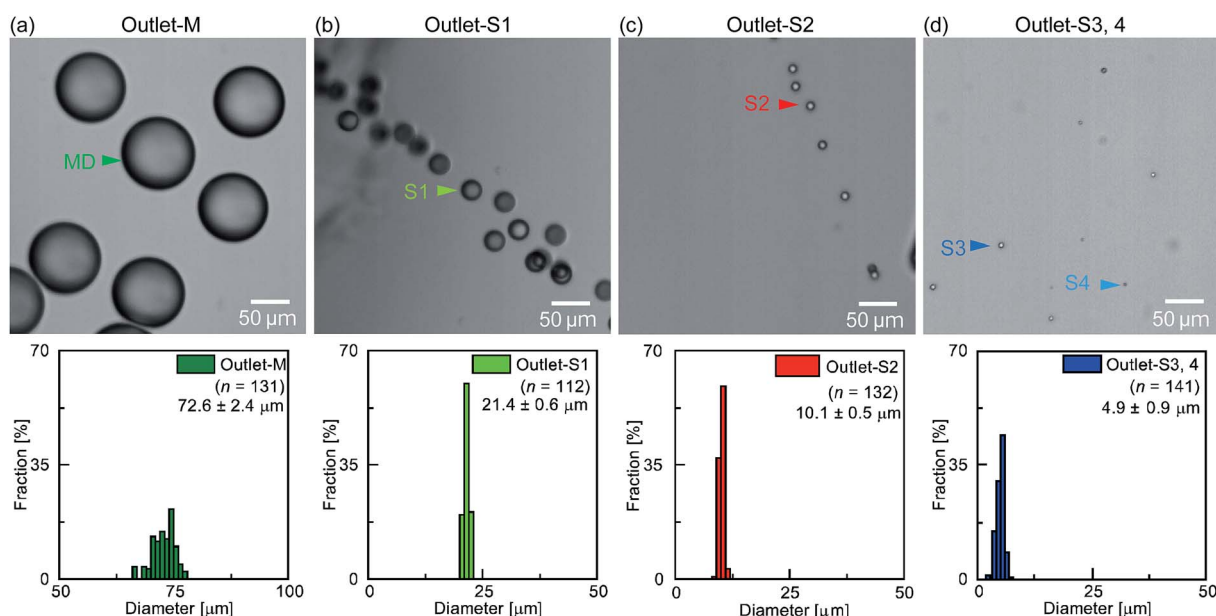 (a) Outlet-M
(b) Outlet-S1
(c) Outlet-S2
(d) Outlet-S3, 4
MD
50 µm
S1
50 µm
S2
50 µm
S3
S4
50 µm
70
35
0
Fraction [%]
Outlet-M
(n = 131)
72.6 ± 2.4 µm
50 75 100
Diameter [µm]
70
35
0
Fraction [%]
Outlet-S1
(n = 112)
21.4 ± 0.6 µm
0 25 50
Diameter [µm]
70
35
0
Fraction [%]
Outlet-S2
(n = 132)
10.1 ± 0.5 µm
0 25 50
Diameter [µm]
70
35
0
Fraction [%]
Outlet-S3, 4
(n = 141)
4.9 ± 0.9 µm
0 25 50
Diameter [µm]